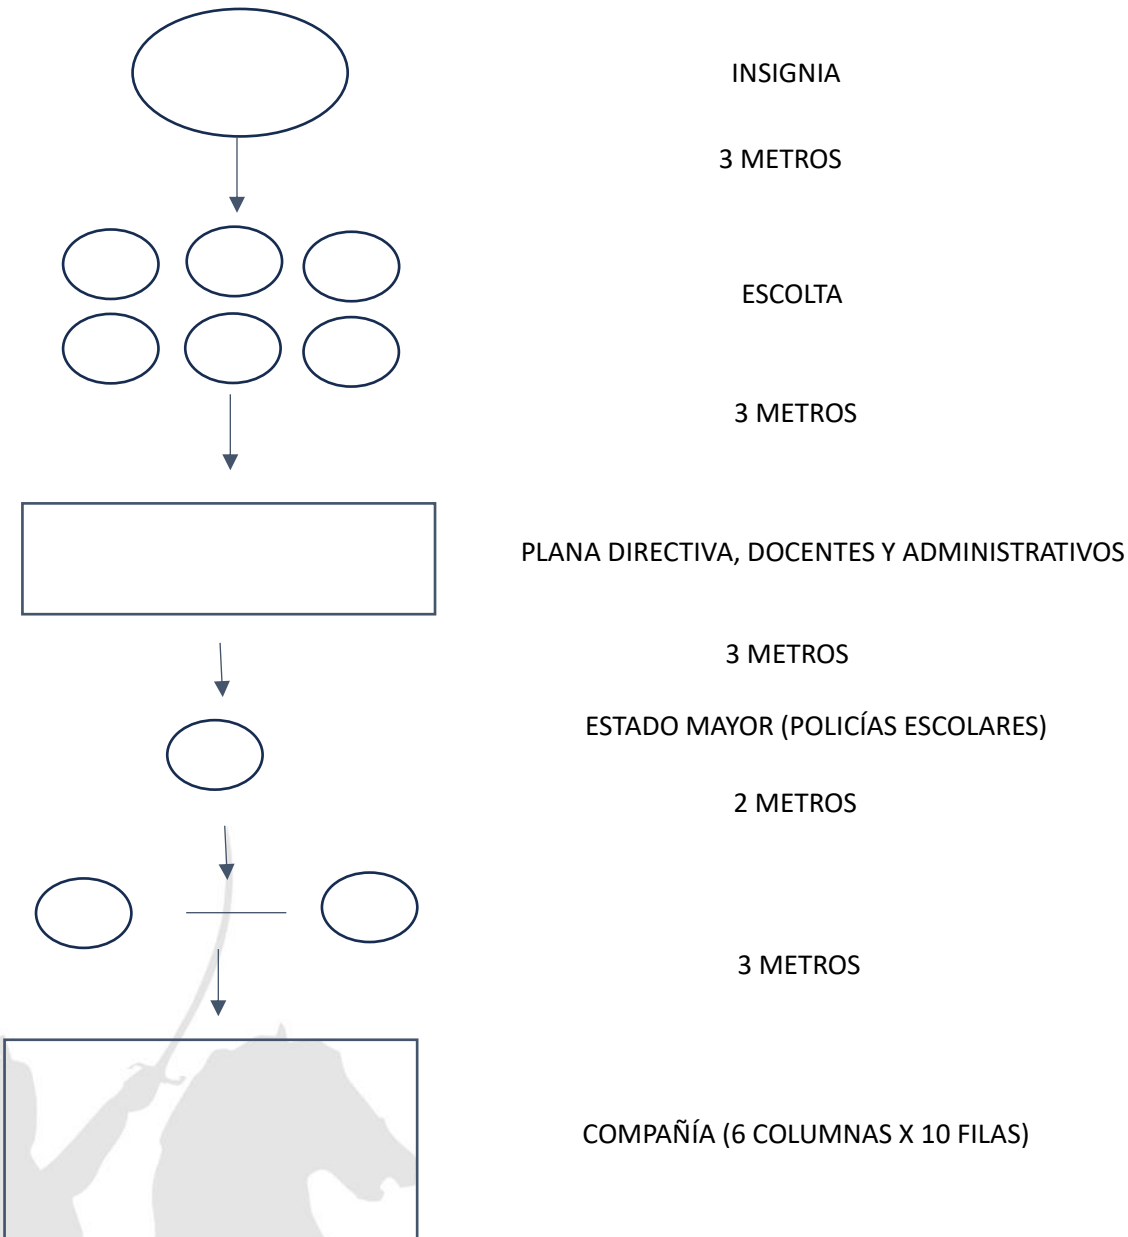 INSIGNIA
3 METROS
ESCOLTA
3 METROS
PLANA DIRECTIVA, DOCENTES Y ADMINISTRATIVOS
3 METROS
ESTADO MAYOR (POLICÍAS ESCOLARES)
2 METROS
3 METROS
COMPAÑÍA (6 COLUMNAS X 10 FILAS)